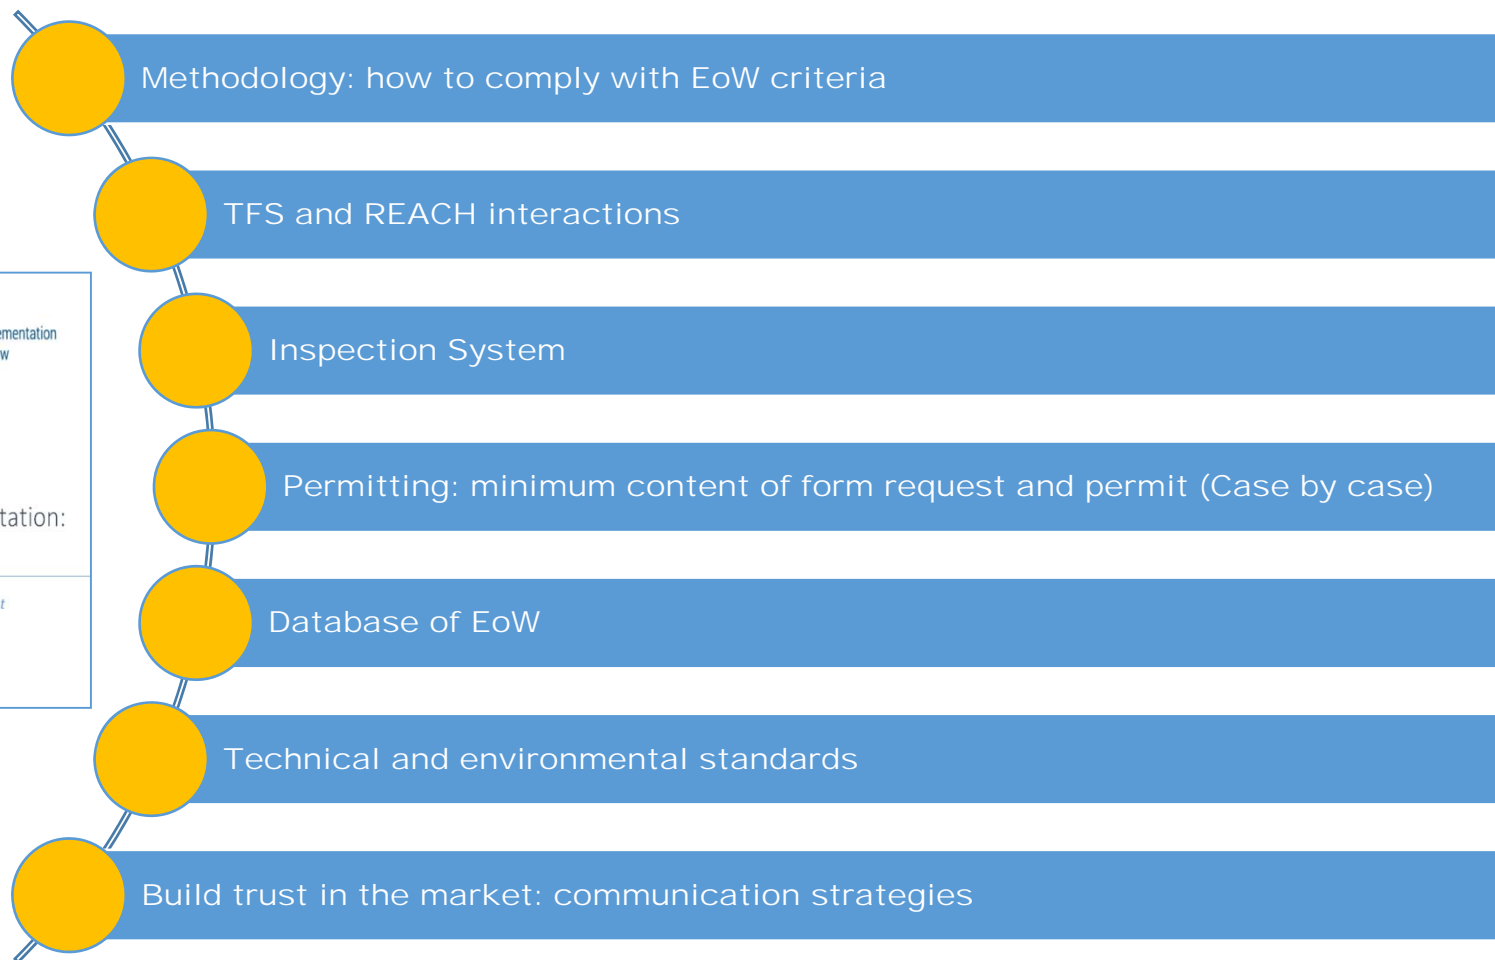 Methodology: how to comply with EoW criteria
TFS and REACH interactions
Inspection System
Permitting: minimum content of form request and permit (Case by case)
Database of EoW
Technical and environmental standards
Build trust in the market: communication strategies
ementation
w
tation:
t